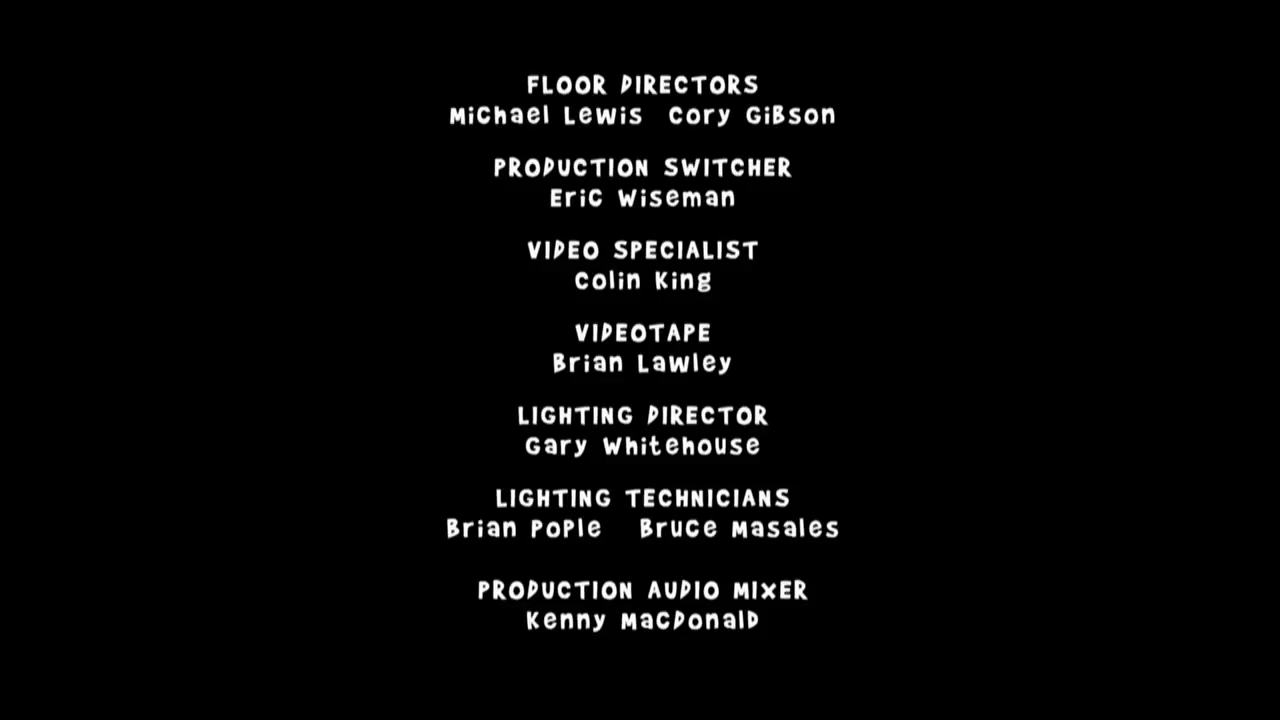 FLOOR DIRECTORS
Michael Lewis Cory Gibson
PRODUCTION SWITCHER
Eric Wiseman
VIDEO SPECIALIST
Colin King
VIDEOTAPE
Brian Lawley
LIGHTING DIRECTOR
Gary Whitehouse
LIGHTING TECHNICIANS
Brian Pople Bruce Masales
PRODUCTION AUDIO MIXER
Kenny MacDonald